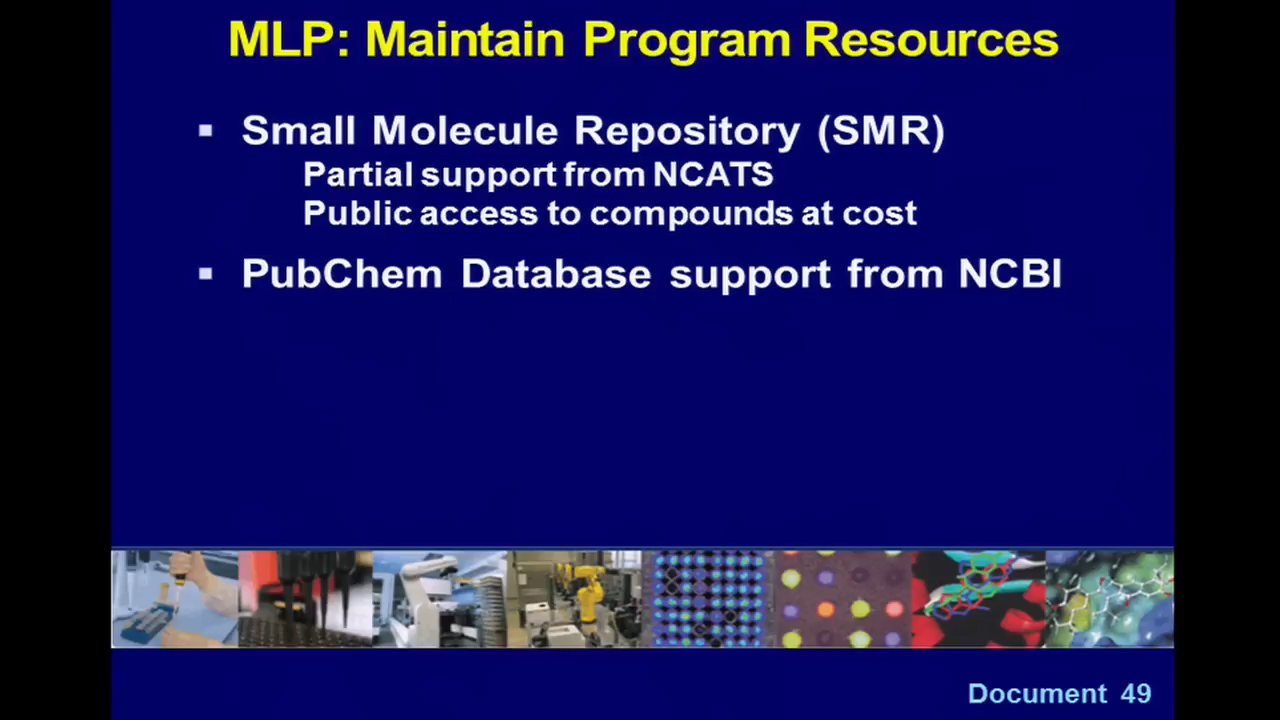 MLP: Maintain Program Resources
▪ Small Molecule Repository (SMR)
Partial support from NCATS
Public access to compounds at cost
▪ PubChem Database support from NCBI
Document 49